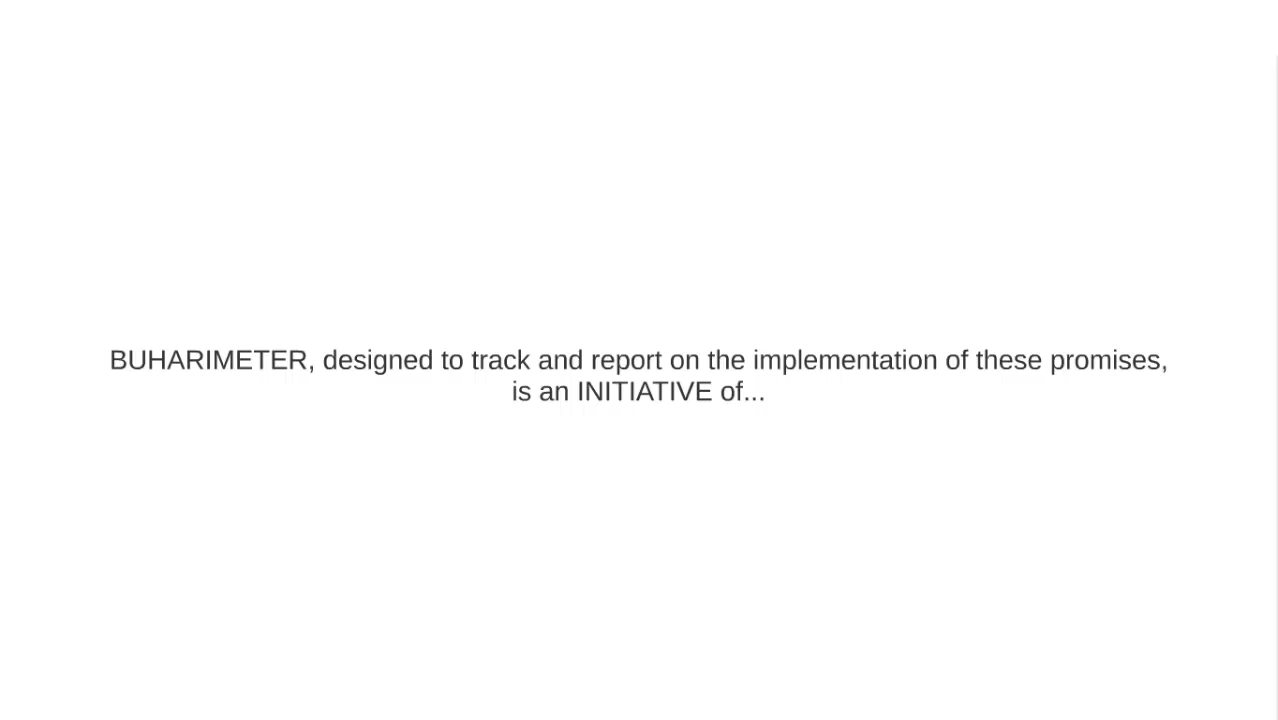 BUHARIMETER, designed to track and report on the implementation of these promises,
is an INITIATIVE of...